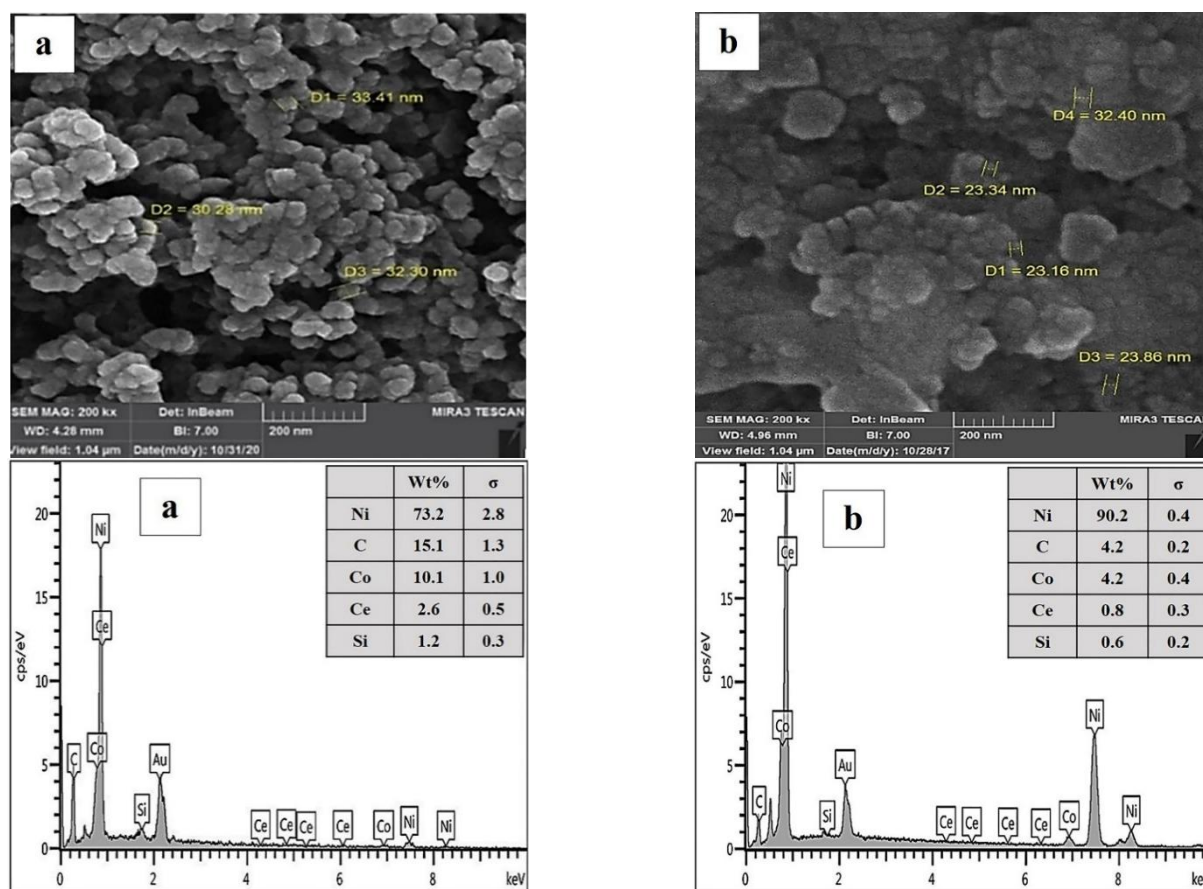 a
D1 = 33.41 nm
D2 = 30.28 nm
D3 = 32.30 nm
SEM MAG: 200 kx Det: InBeam MIRA3 TESCAN
WD: 4.28 mm BI: 7.00 200 nm
View field: 1.04 µm Date(m/d/y): 10/31/20
b
D4 = 32.40 nm
D2 = 23.34 nm
D1 = 23.16 nm
D3 = 23.86 nm
SEM MAG: 200 kx Det: InBeam MIRA3 TESCAN
WD: 4.96 mm BI: 7.00 200 nm
View field: 1.04 µm Date(m/d/y): 10/28/17
a
Wt% σ
Ni 73.2 2.8
C 15.1 1.3
Co 10.1 1.0
Ce 2.6 0.5
Si 1.2 0.3
cps/eV
20
15
10
5
0
Ni
Ce
Co
C
Si
Au
Ce Ce Ce Ce Co Ni Ni
0 2 4 6 8 keV
b
Wt% σ
Ni 90.2 0.4
C 4.2 0.2
Co 4.2 0.4
Ce 0.8 0.3
Si 0.6 0.2
cps/eV
20
15
10
5
0
Ni
Ce
Co
C
Si
Au
Ce Ce Ce Ce Co Ni Ni
0 2 4 6 8 keV